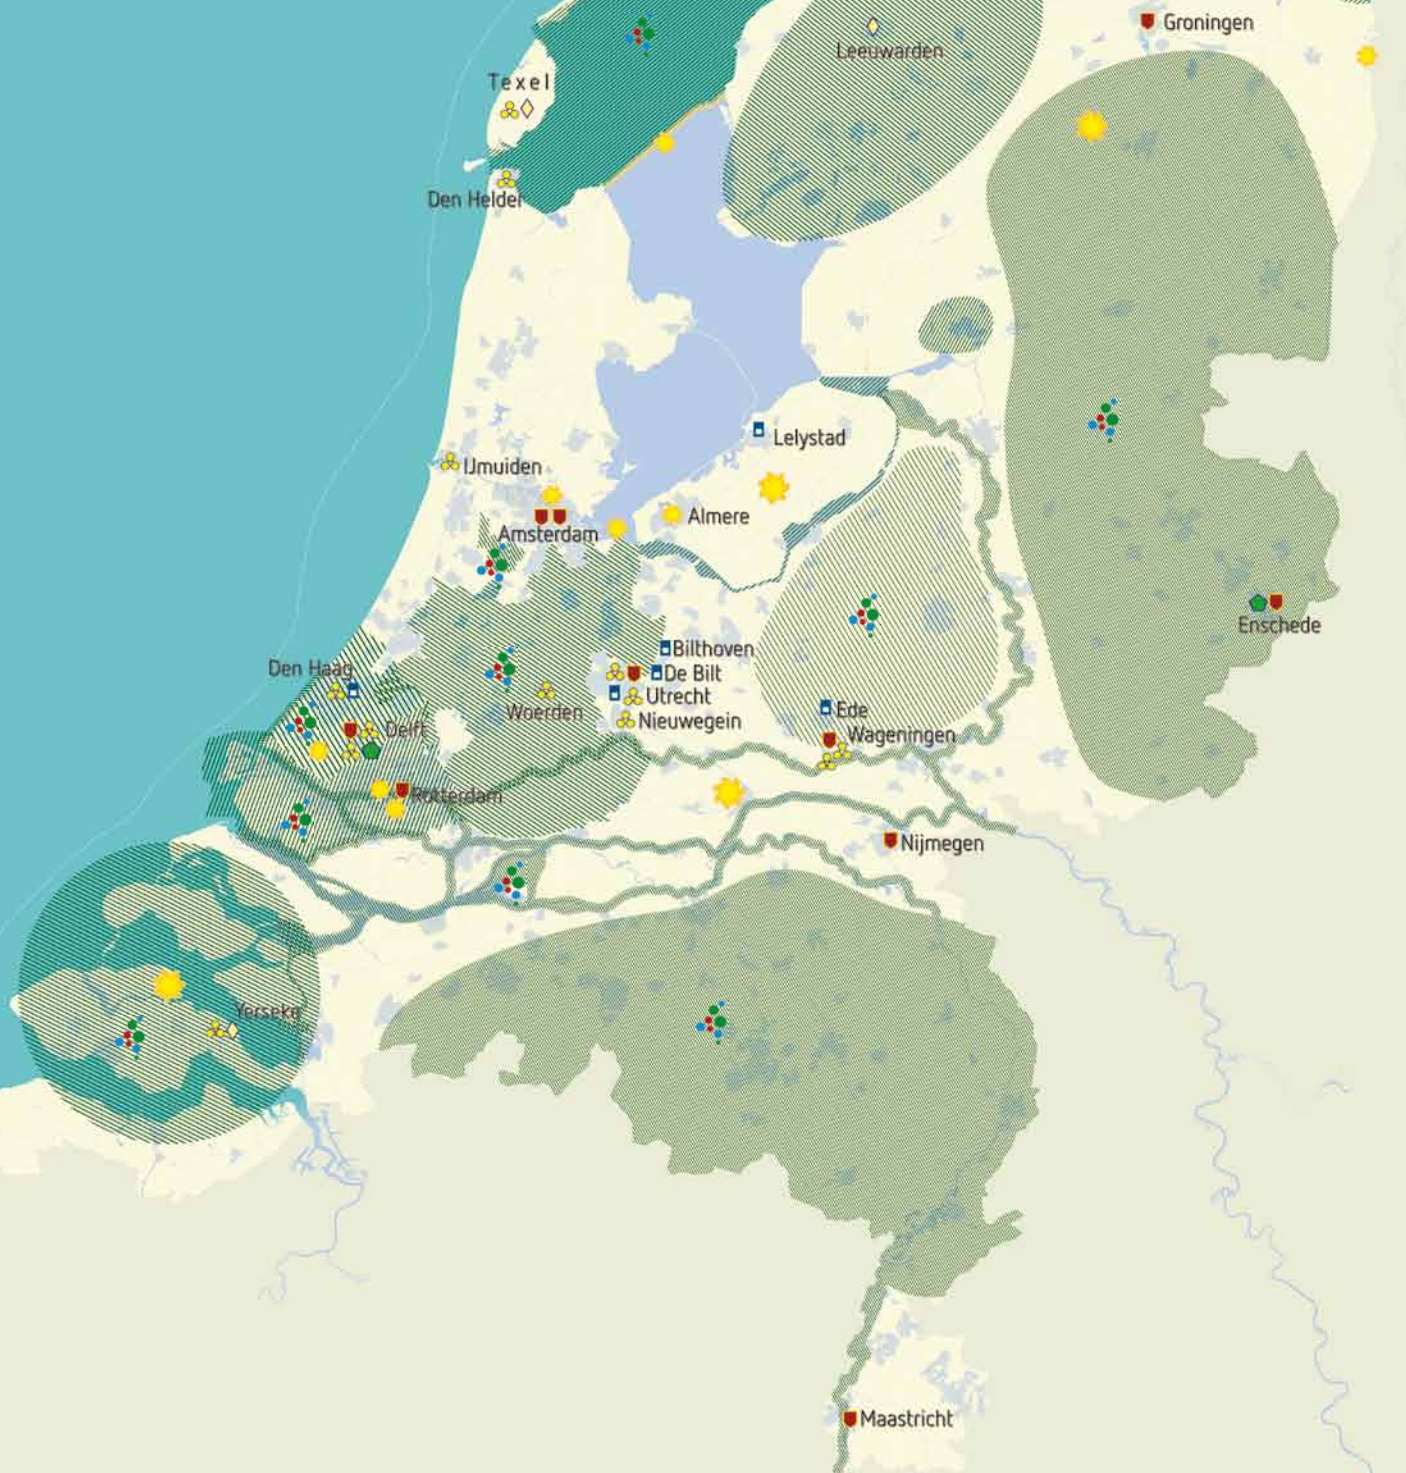 Groningen
Leeuwarden
Texel
Den Helder
Lelystad
IJmuiden
Almere
Amsterdam
Enschede
Bilthoven
Den Haag
De Bilt
Utrecht
Ede
Woerden
Nieuwegein
Delft
Wageningen
Rotterdam
Nijmegen
Yerseke
Maastricht